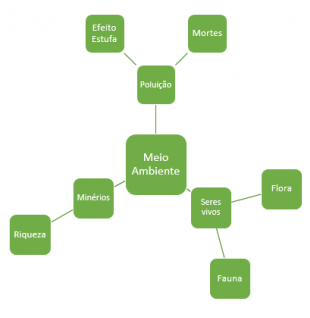 Efeito
Estufa
Mortes
Poluição
Meio
Ambiente
Minérios
Riqueza
Seres
vivos
Flora
Fauna